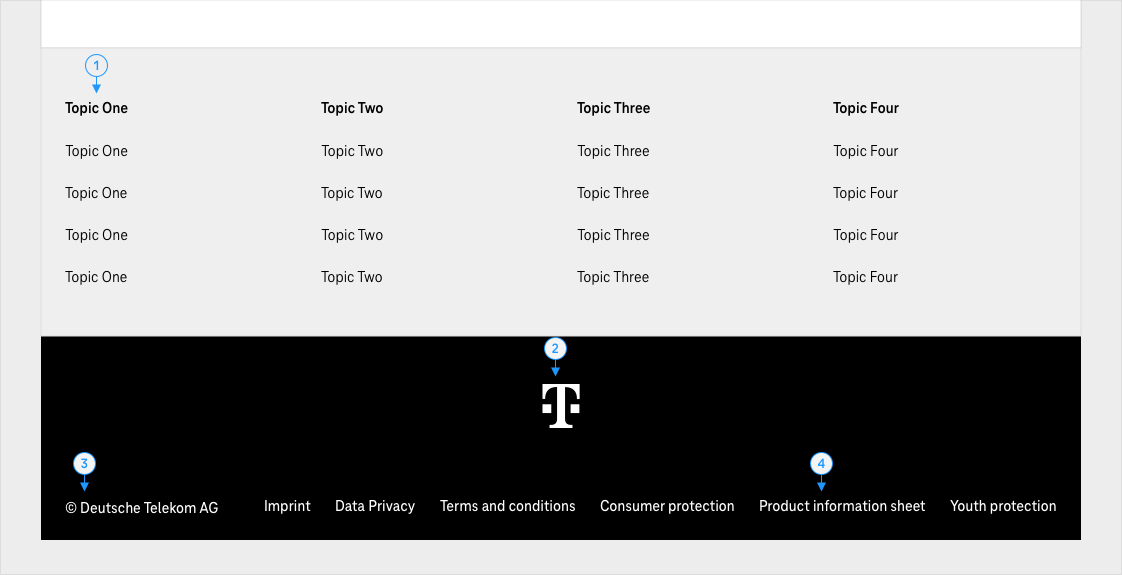 1
Topic One Topic Two Topic Three Topic Four
Topic One Topic Two Topic Three Topic Four
Topic One Topic Two Topic Three Topic Four
Topic One Topic Two Topic Three Topic Four
Topic One Topic Two Topic Three Topic Four
2
T
3 4
© Deutsche Telekom AG Imprint Data Privacy Terms and conditions Consumer protection Product information sheet Youth protection